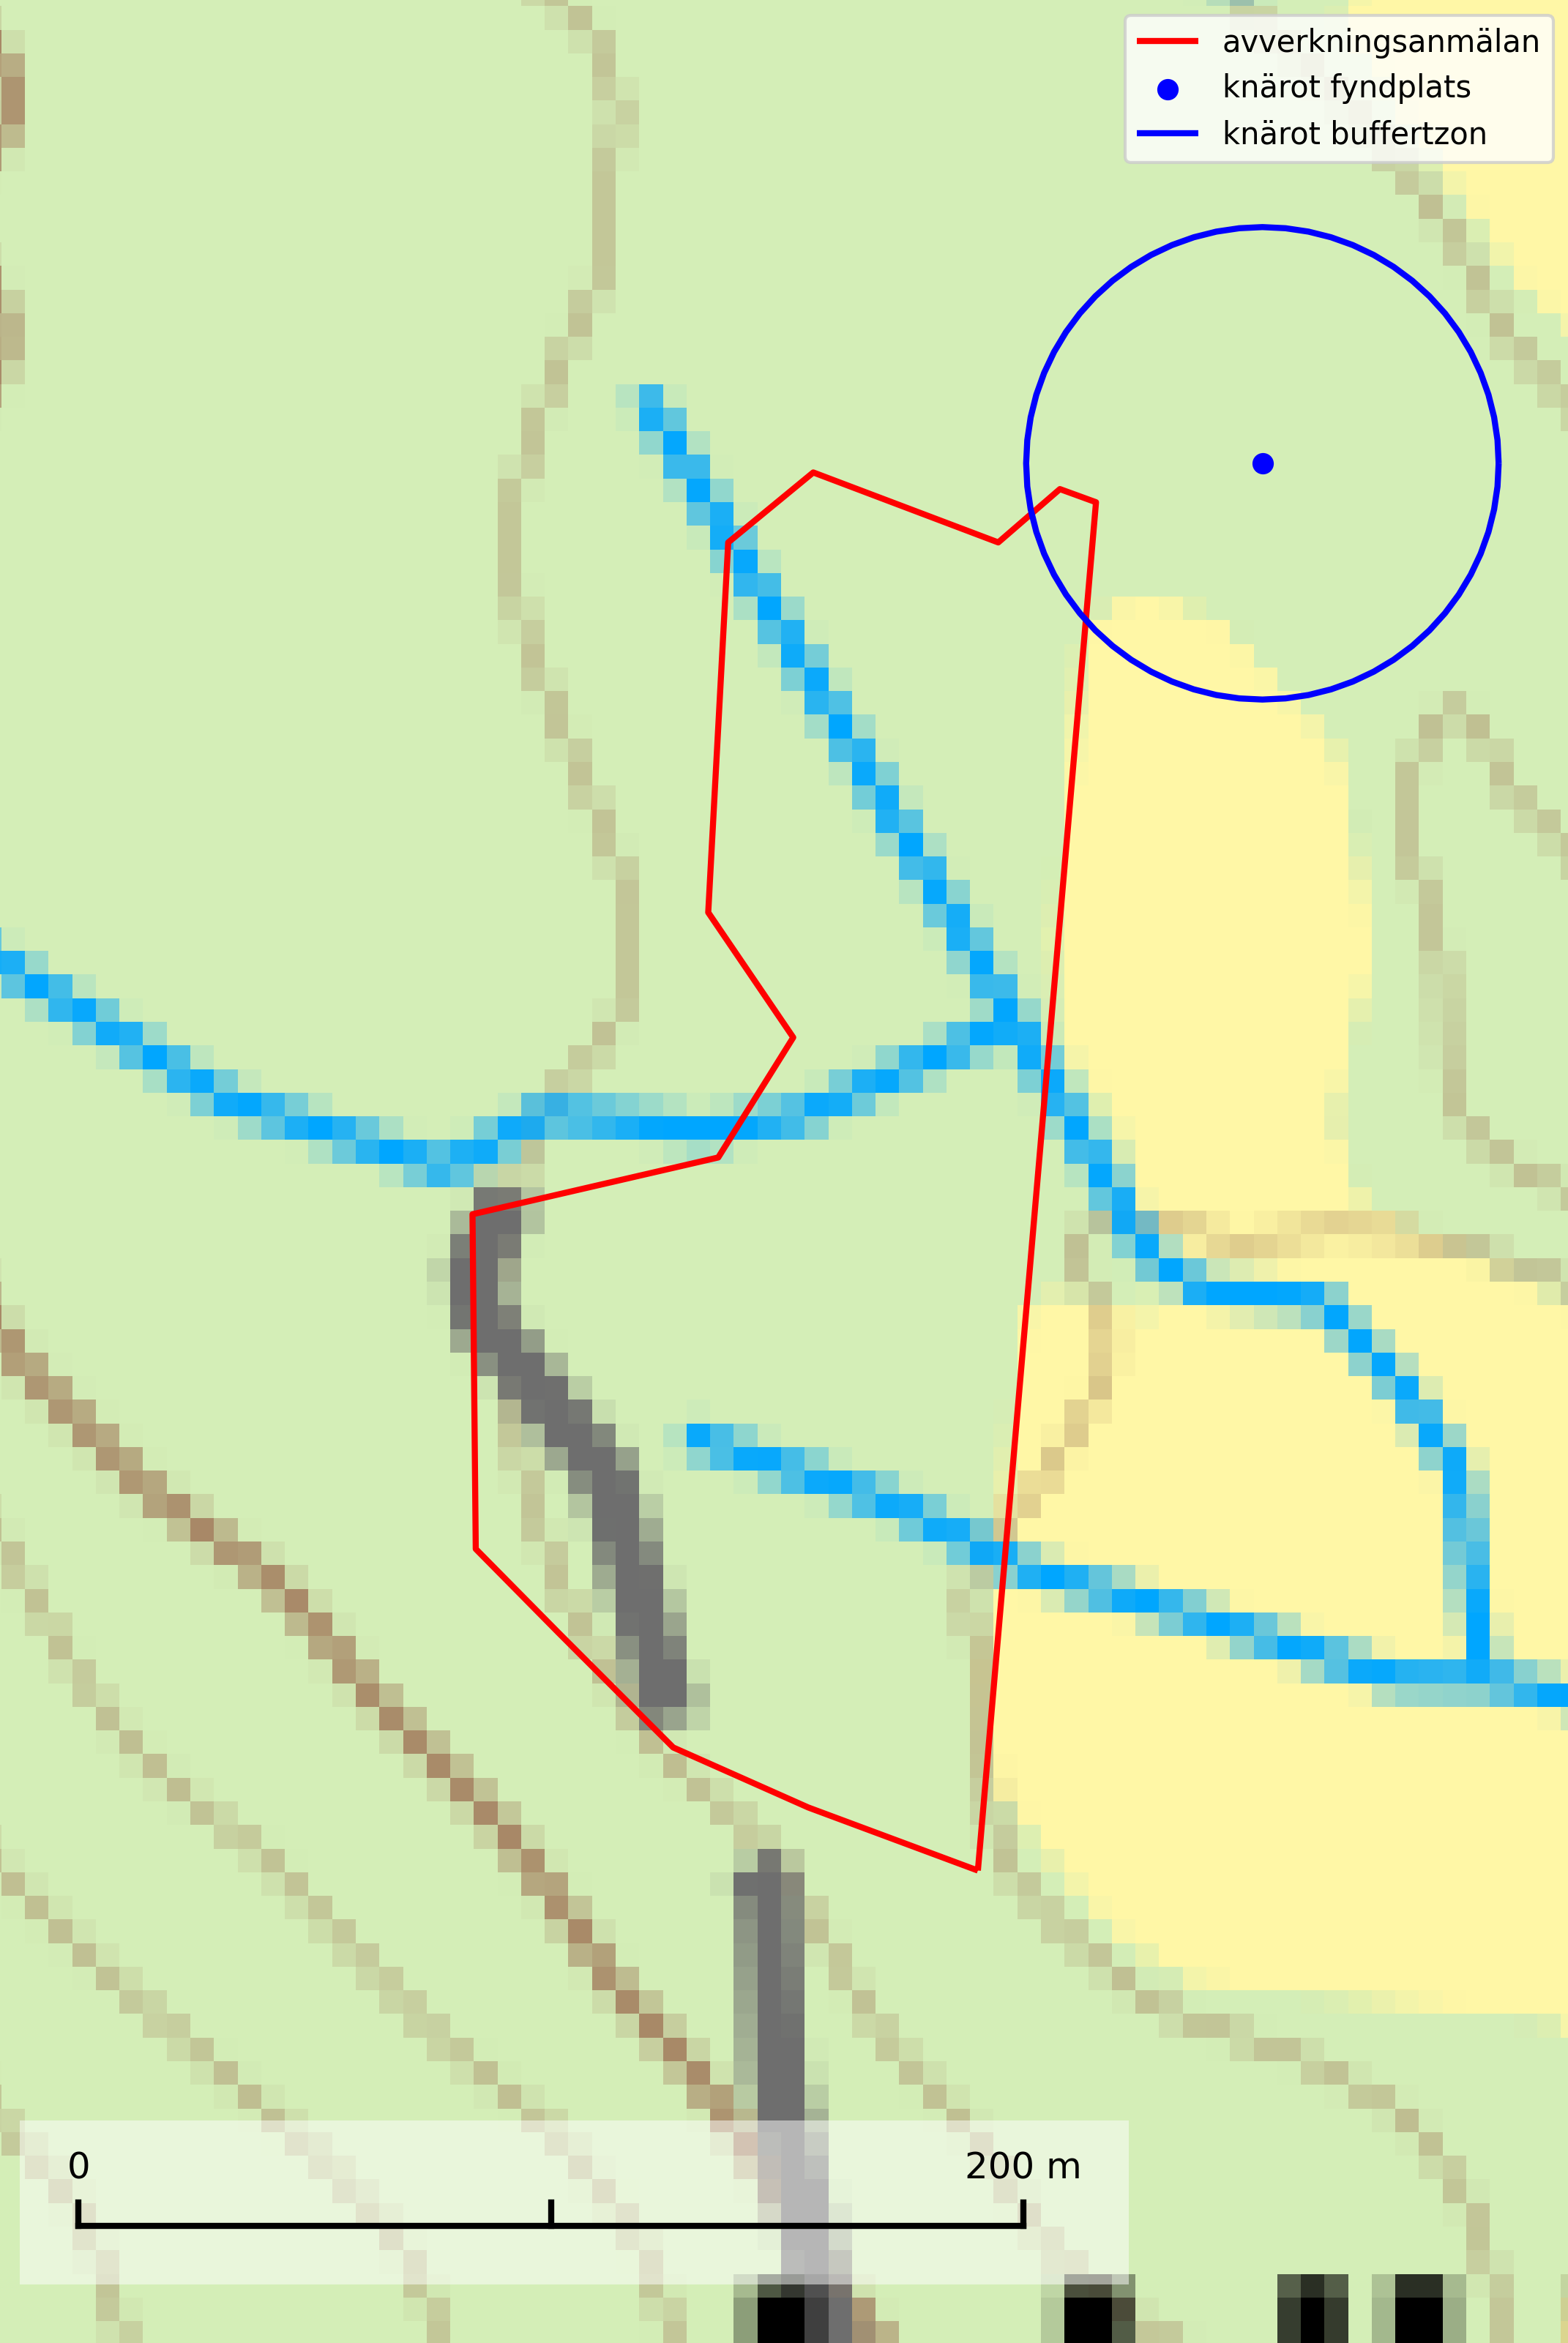 avverkningsanmälan
knärot fyndplats
knärot buffertzon
0 200 m